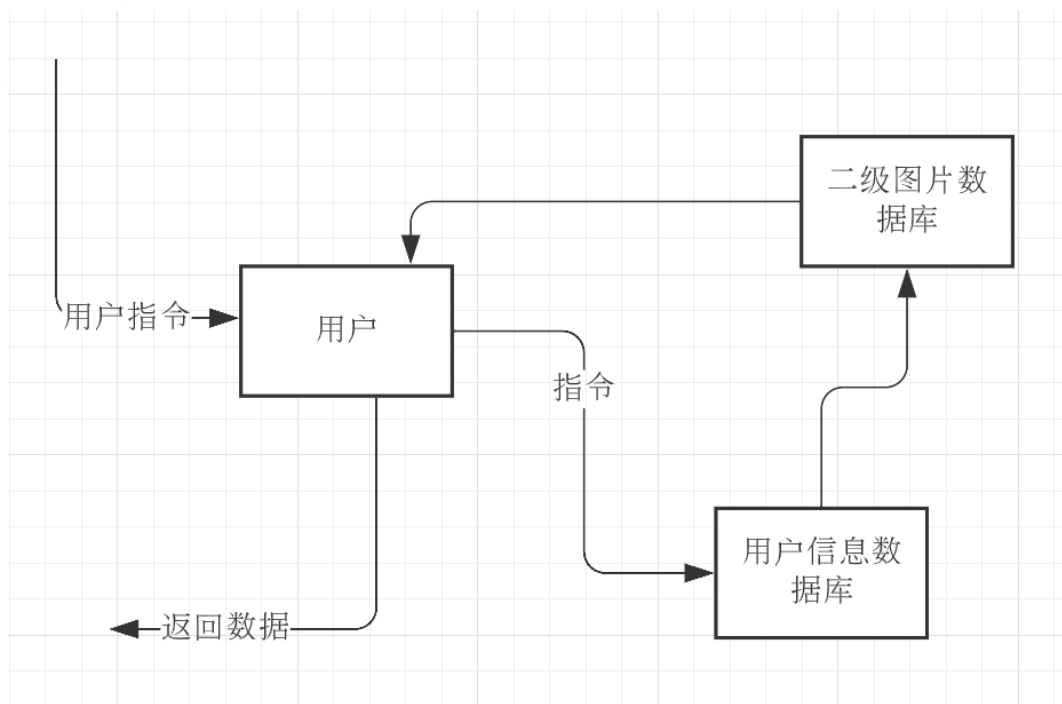 二级图片数
据库
用户指令
用户
指令
用户信息数
据库
返回数据